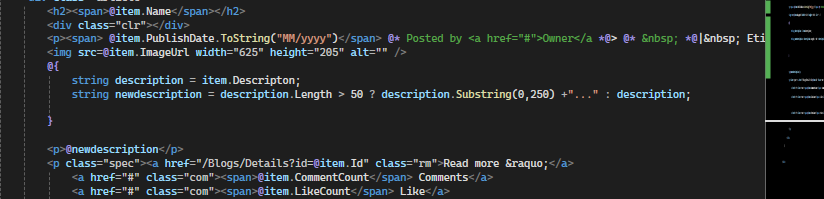 <h2><span>@item.Name</span></h2>
<div class="clr"></div>
<p><span> @item.PublishDate.ToString("MM/yyyy")</span> @* Posted by <a href="#">Owner</a *@> @* &nbsp; *@|&nbsp; Eti
<img src=@item.ImageUrl width="625" height="205" alt="" />
@{
string description = item.Descripton;
string newdescription = description.Length > 50 ? description.Substring(0,250) +"..." : description;
}
<p>@newdescription</p>
<p class="spec"><a href="/Blogs/Details?id=@item.Id" class="rm">Read more &raquo;</a>
<a href="#" class="com"><span>@item.CommentCount</span> Comments</a>
<a href="#" class="com"><span>@item.LikeCount</span> Like</a>